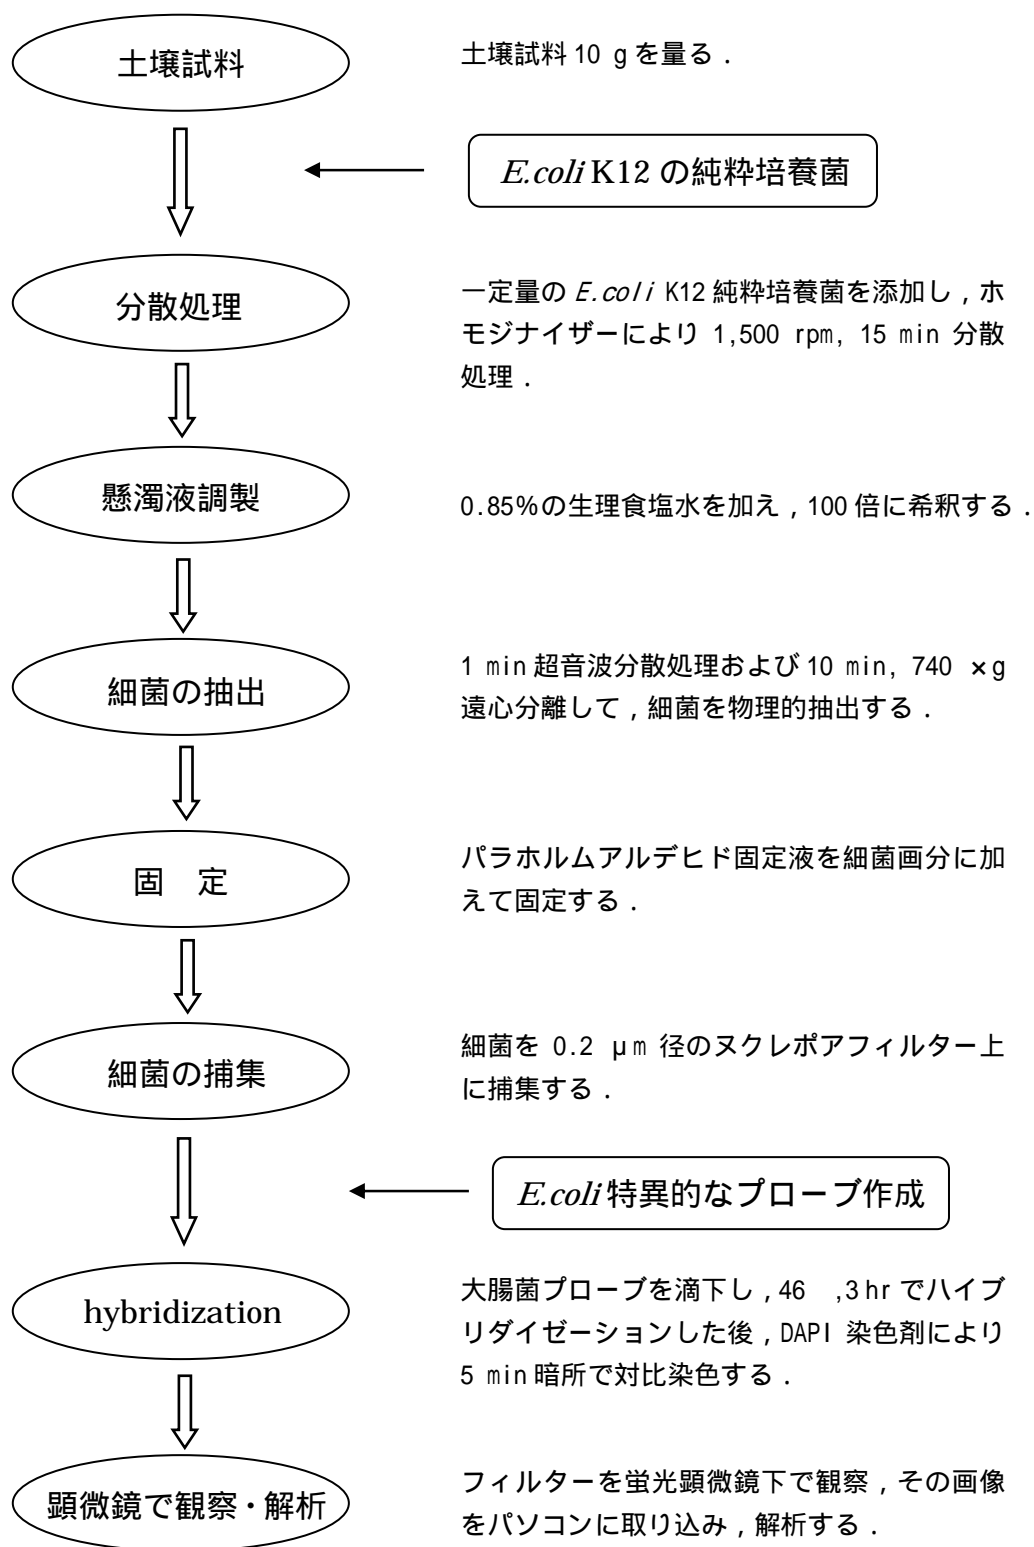 土壌試料
土壌試料 10 g を量る．
E.coli K12 の純粋培養菌
分散処理
一定量の E.coli K12 純粋培養菌を添加し，ホ
モジナイザーにより 1,500 rpm, 15 min 分散
処理．
懸濁液調製
0.85%の生理食塩水を加え，100 倍に希釈する．
細菌の抽出
1 min 超音波分散処理および 10 min, 740 ×g
遠心分離して，細菌を物理的抽出する．
固　定
パラホルムアルデヒド固定液を細菌画分に加
えて固定する．
細菌の捕集
細菌を 0.2 μm 径のヌクレポアフィルター上
に捕集する．
E.coli 特異的なプローブ作成
hybridization
大腸菌プローブを滴下し，46　,3 hr でハイブ
リダイゼーションした後，DAPI 染色剤により
5 min 暗所で対比染色する．
顕微鏡で観察・解析
フィルターを蛍光顕微鏡下で観察，その画像
をパソコンに取り込み，解析する．